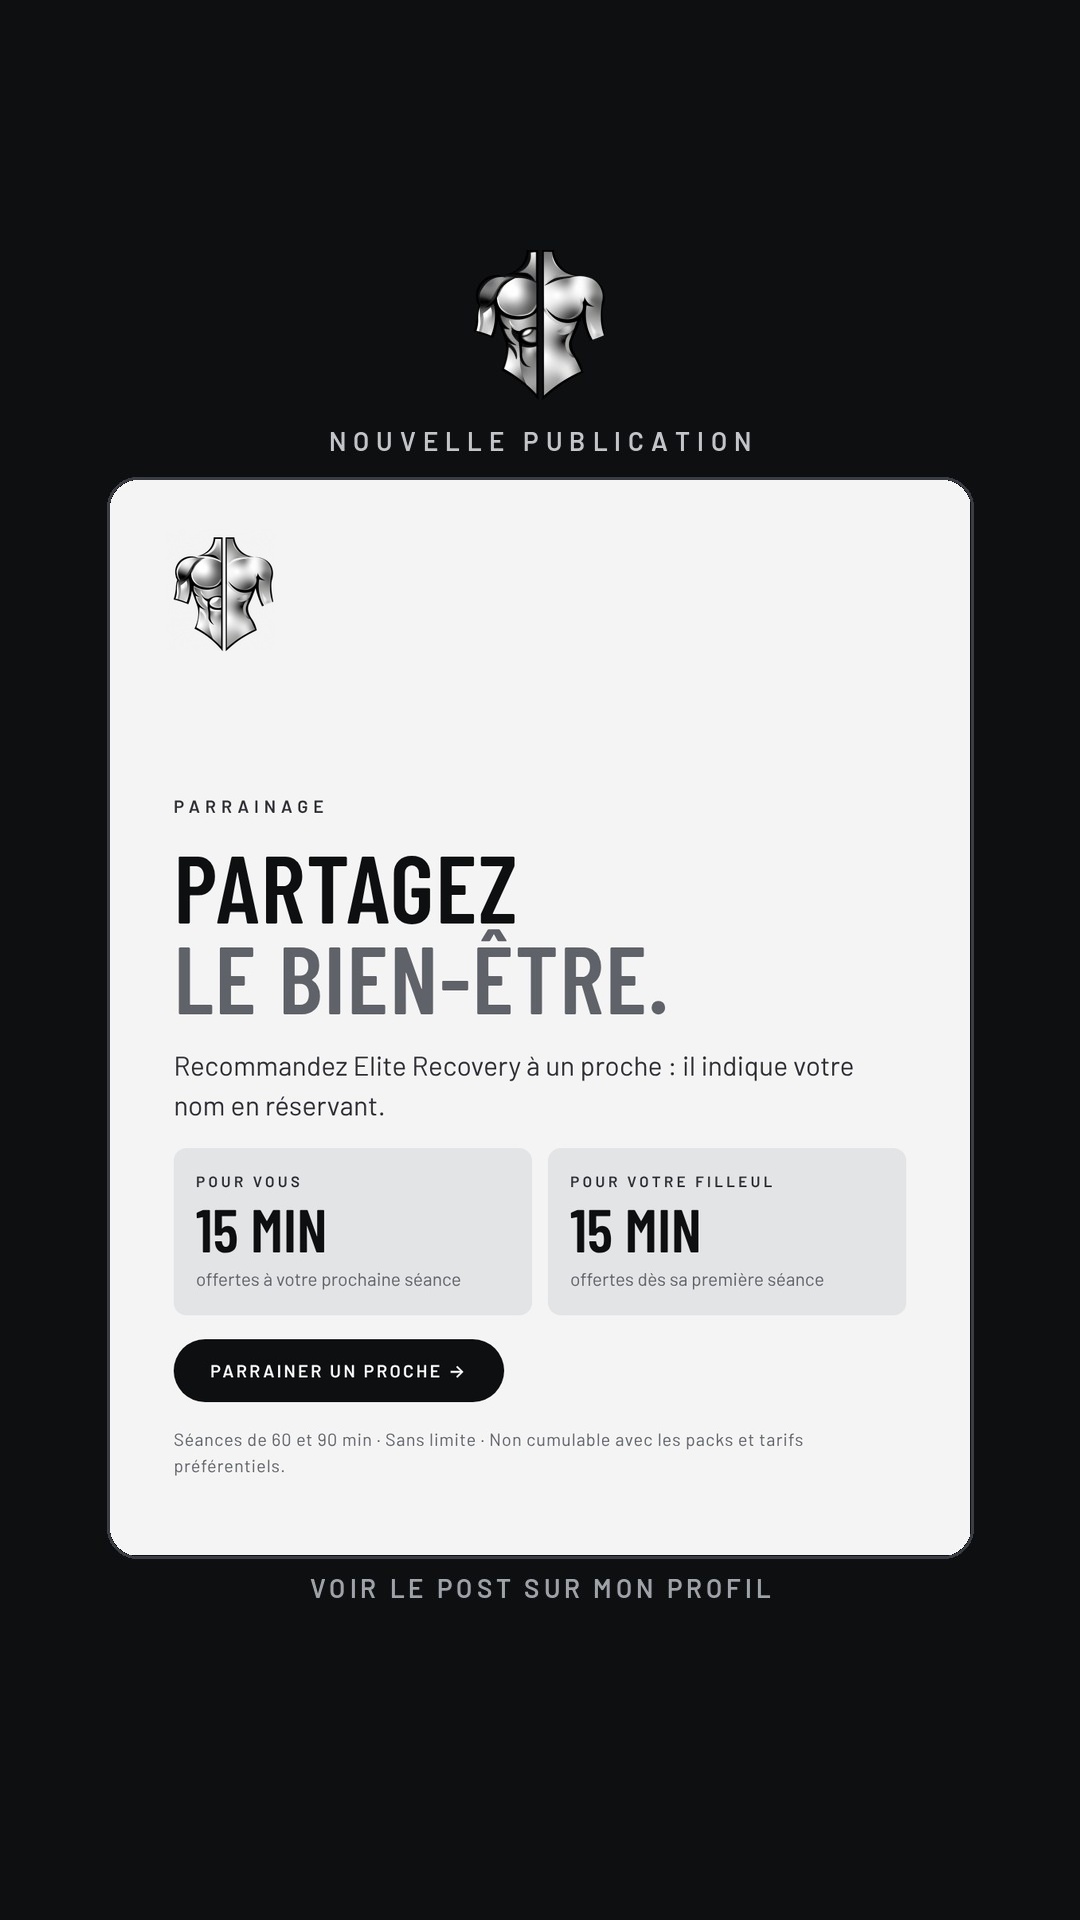 NOUVELLE PUBLICATION
PARRAINAGE
PARTAGEZ
LE BIEN-ÊTRE.
Recommandez Elite Recovery à un proche : il indique votre
nom en réservant.
POUR VOUS
15 MIN
offertes à votre prochaine séance
POUR VOTRE FILLEUL
15 MIN
offertes dès sa première séance
PARRAINER UN PROCHE →
Séances de 60 et 90 min · Sans limite · Non cumulable avec les packs et tarifs
préférentiels.
VOIR LE POST SUR MON PROFIL